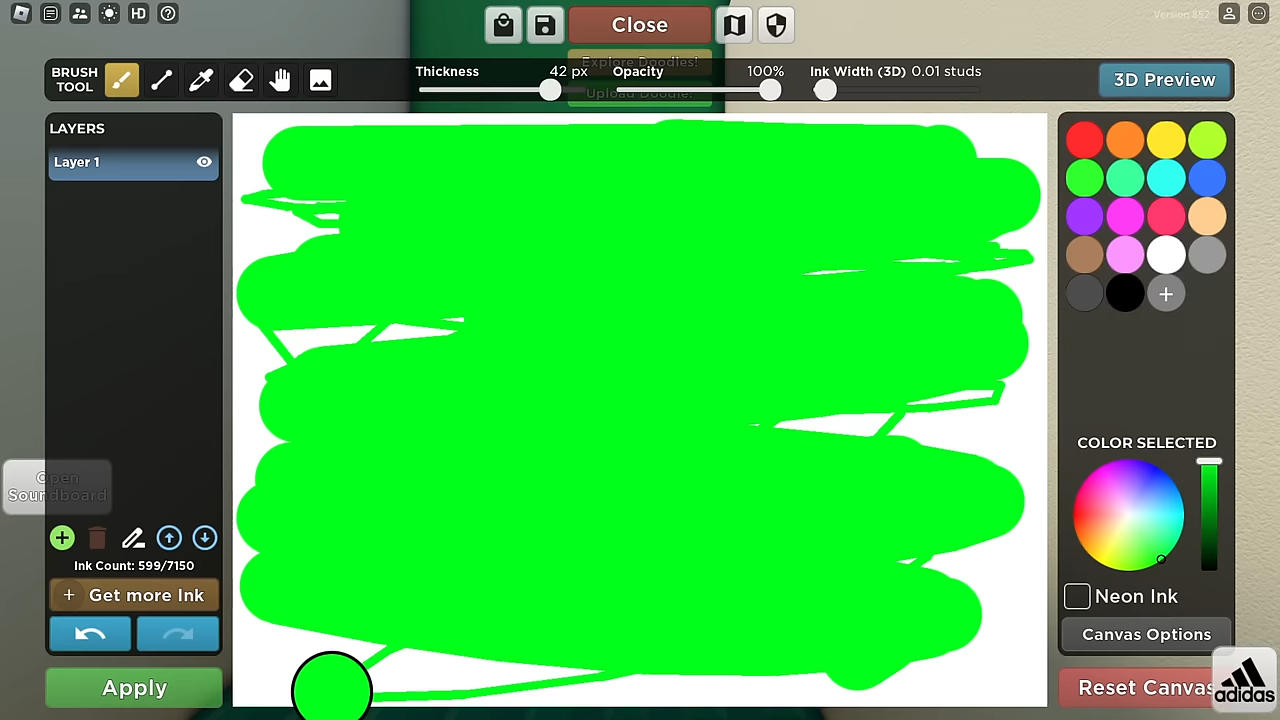 Version 852
HD
Close
Explore Doodles!
BRUSH
TOOL
Thickness
42 px
Opacity
100%
Ink Width (3D) 0.01 studs
3D Preview
Upload Doodle!
LAYERS
Layer 1
COLOR SELECTED
Open
Soundboard
Ink Count: 599/7150
+ Get more Ink
Neon Ink
Canvas Options
Apply
Reset Canvas
adidas